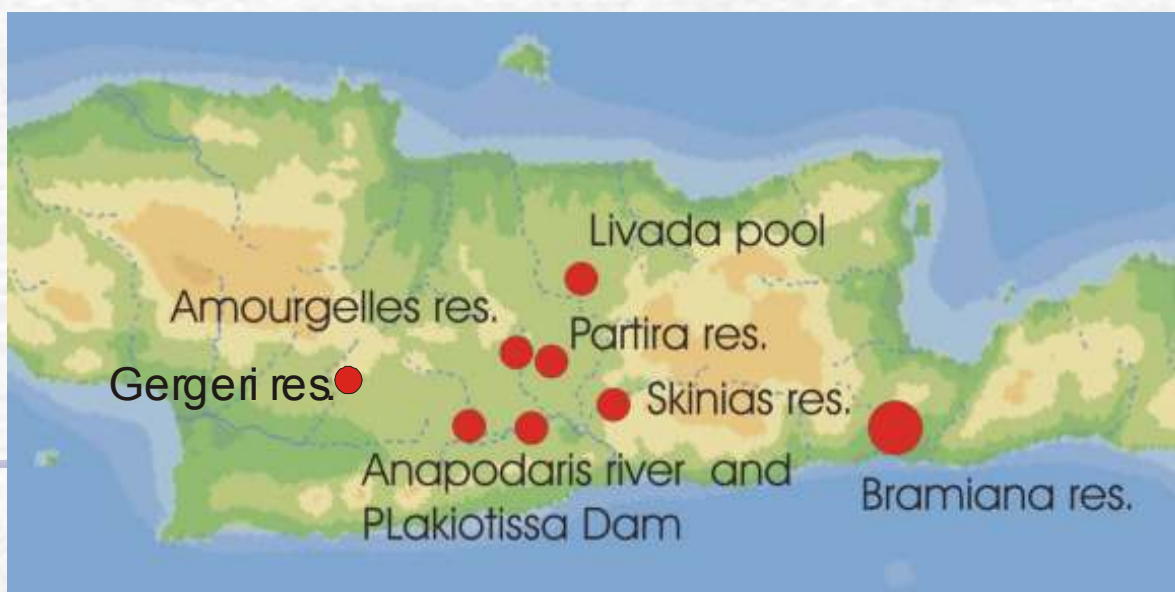 Livada pool
Amourgelles res.
Partira res.
Gergeri res.
Skinias res.
Anapodaris river and
PLakiotissa Dam
Bramiana res.